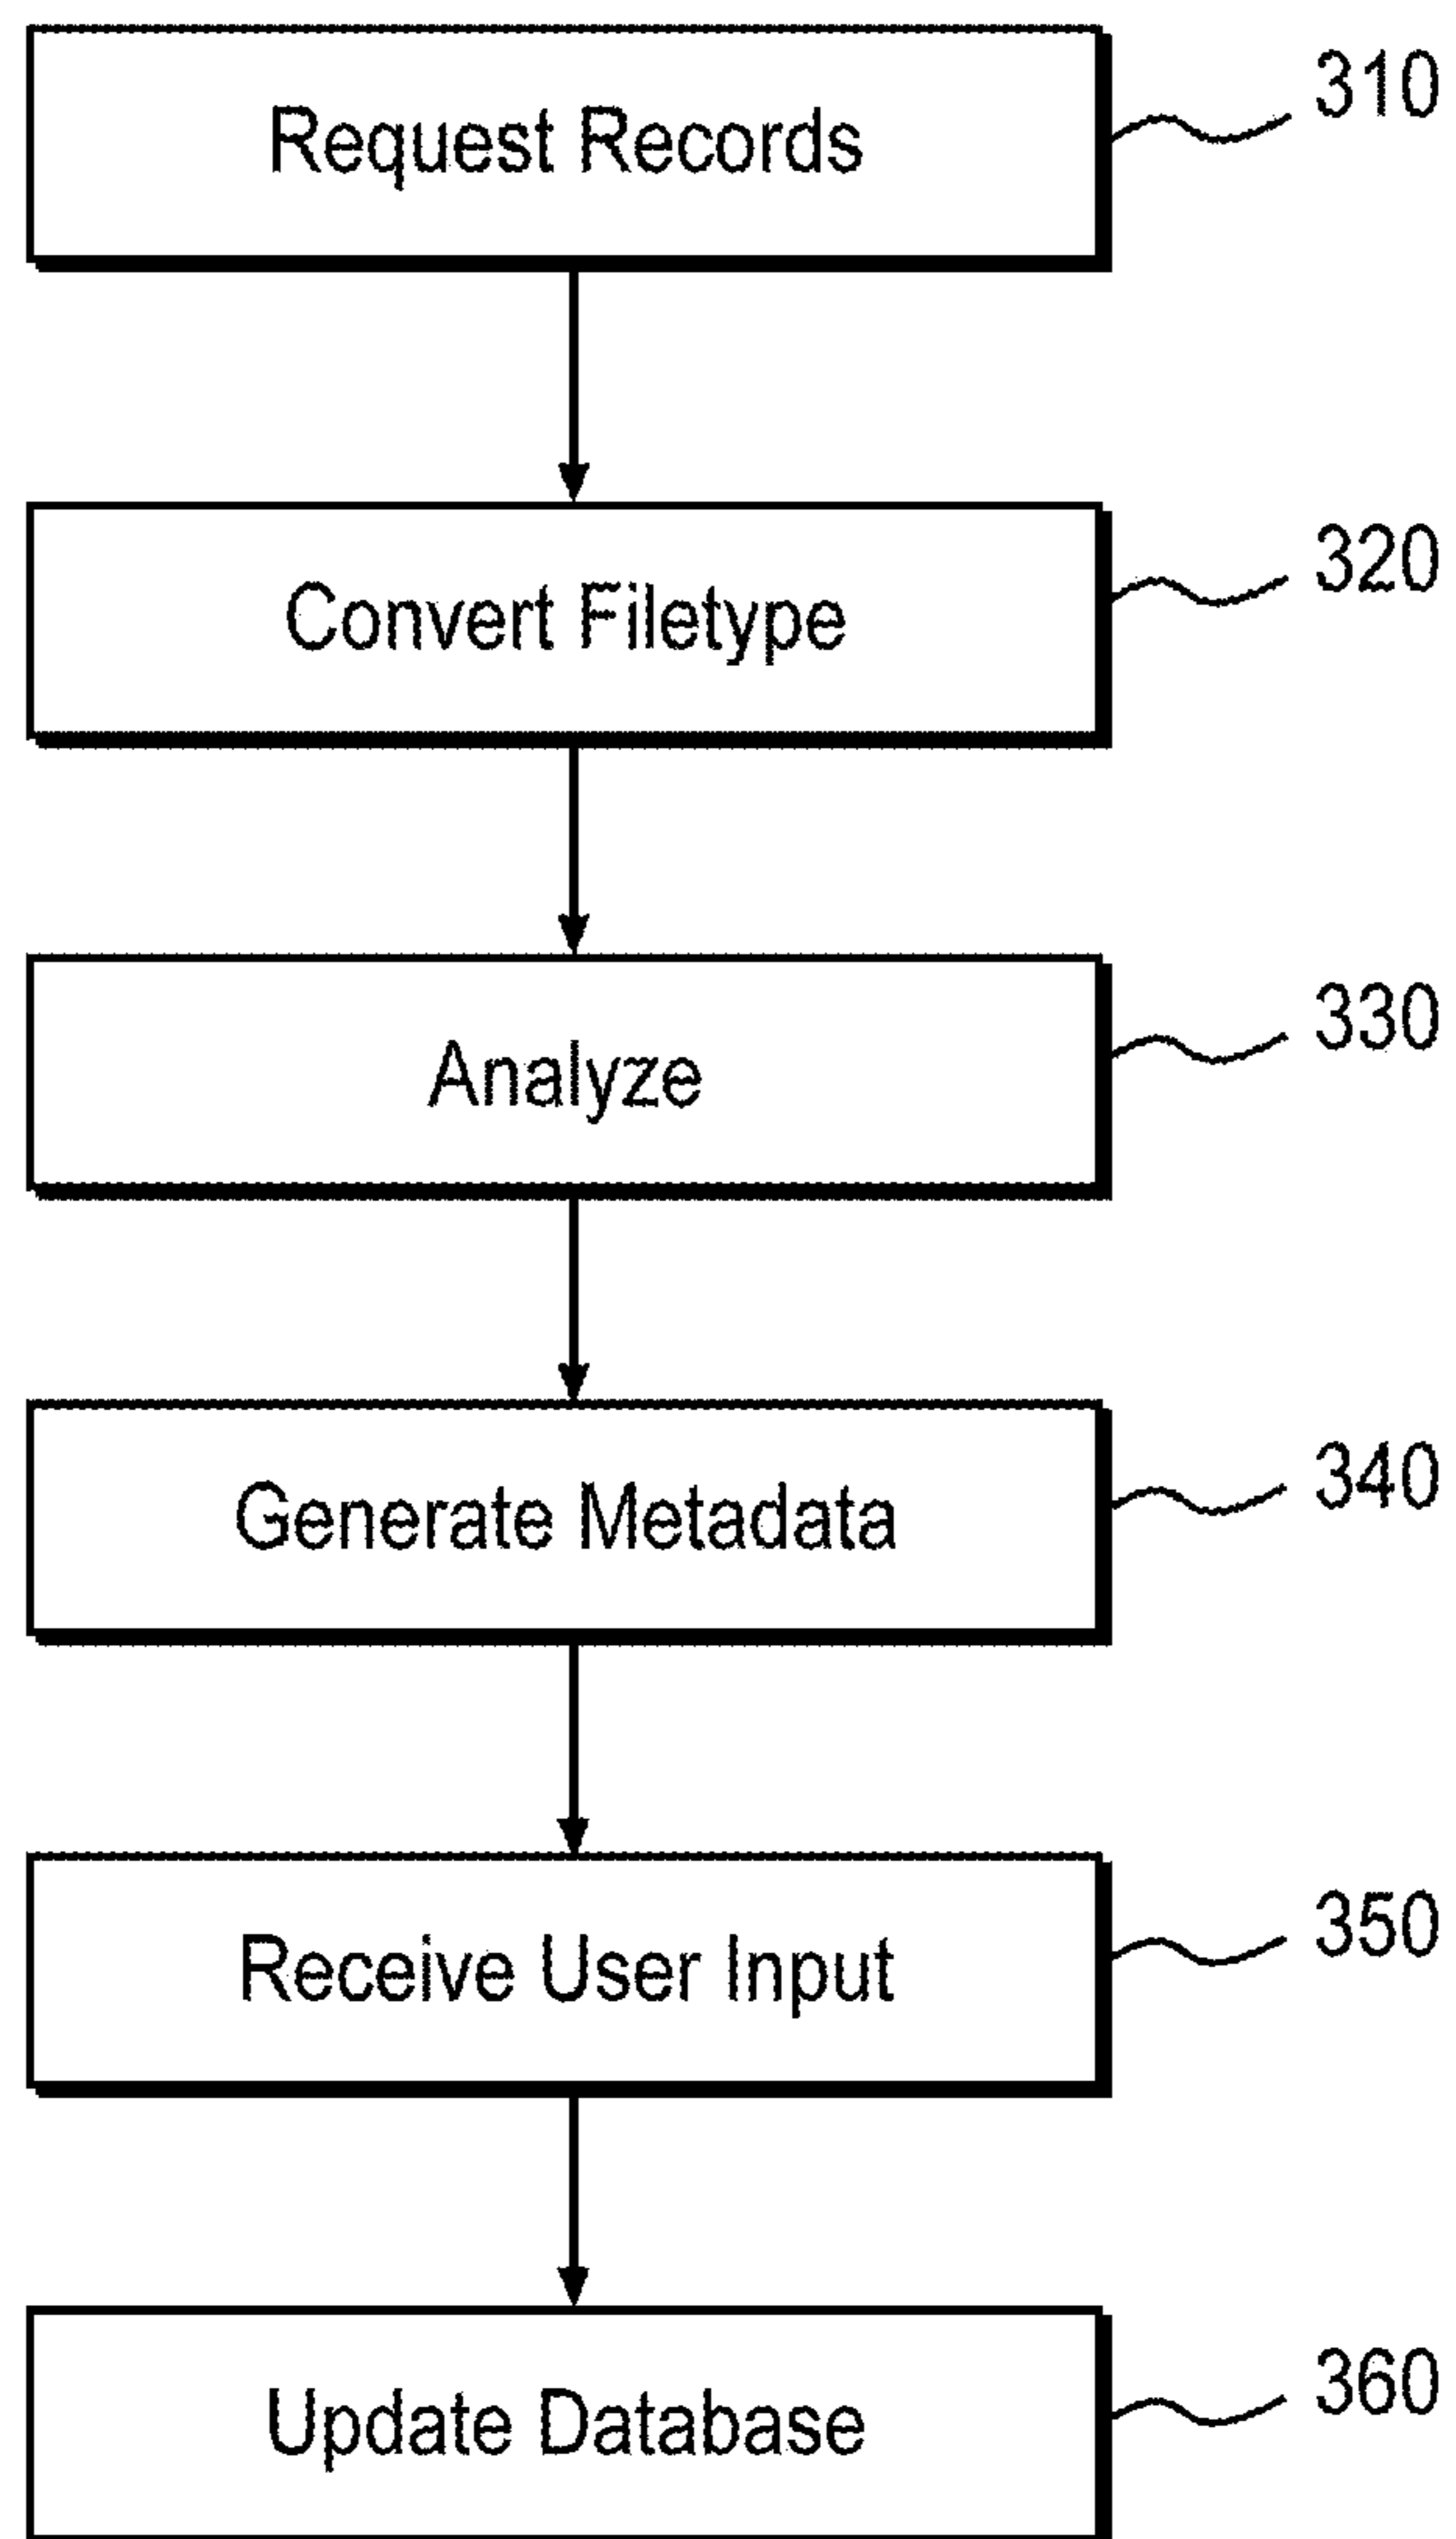 Request Records
310
Convert Filetype
320
Analyze
330
Generate Metadata
340
Receive User Input
350
Update Database
360